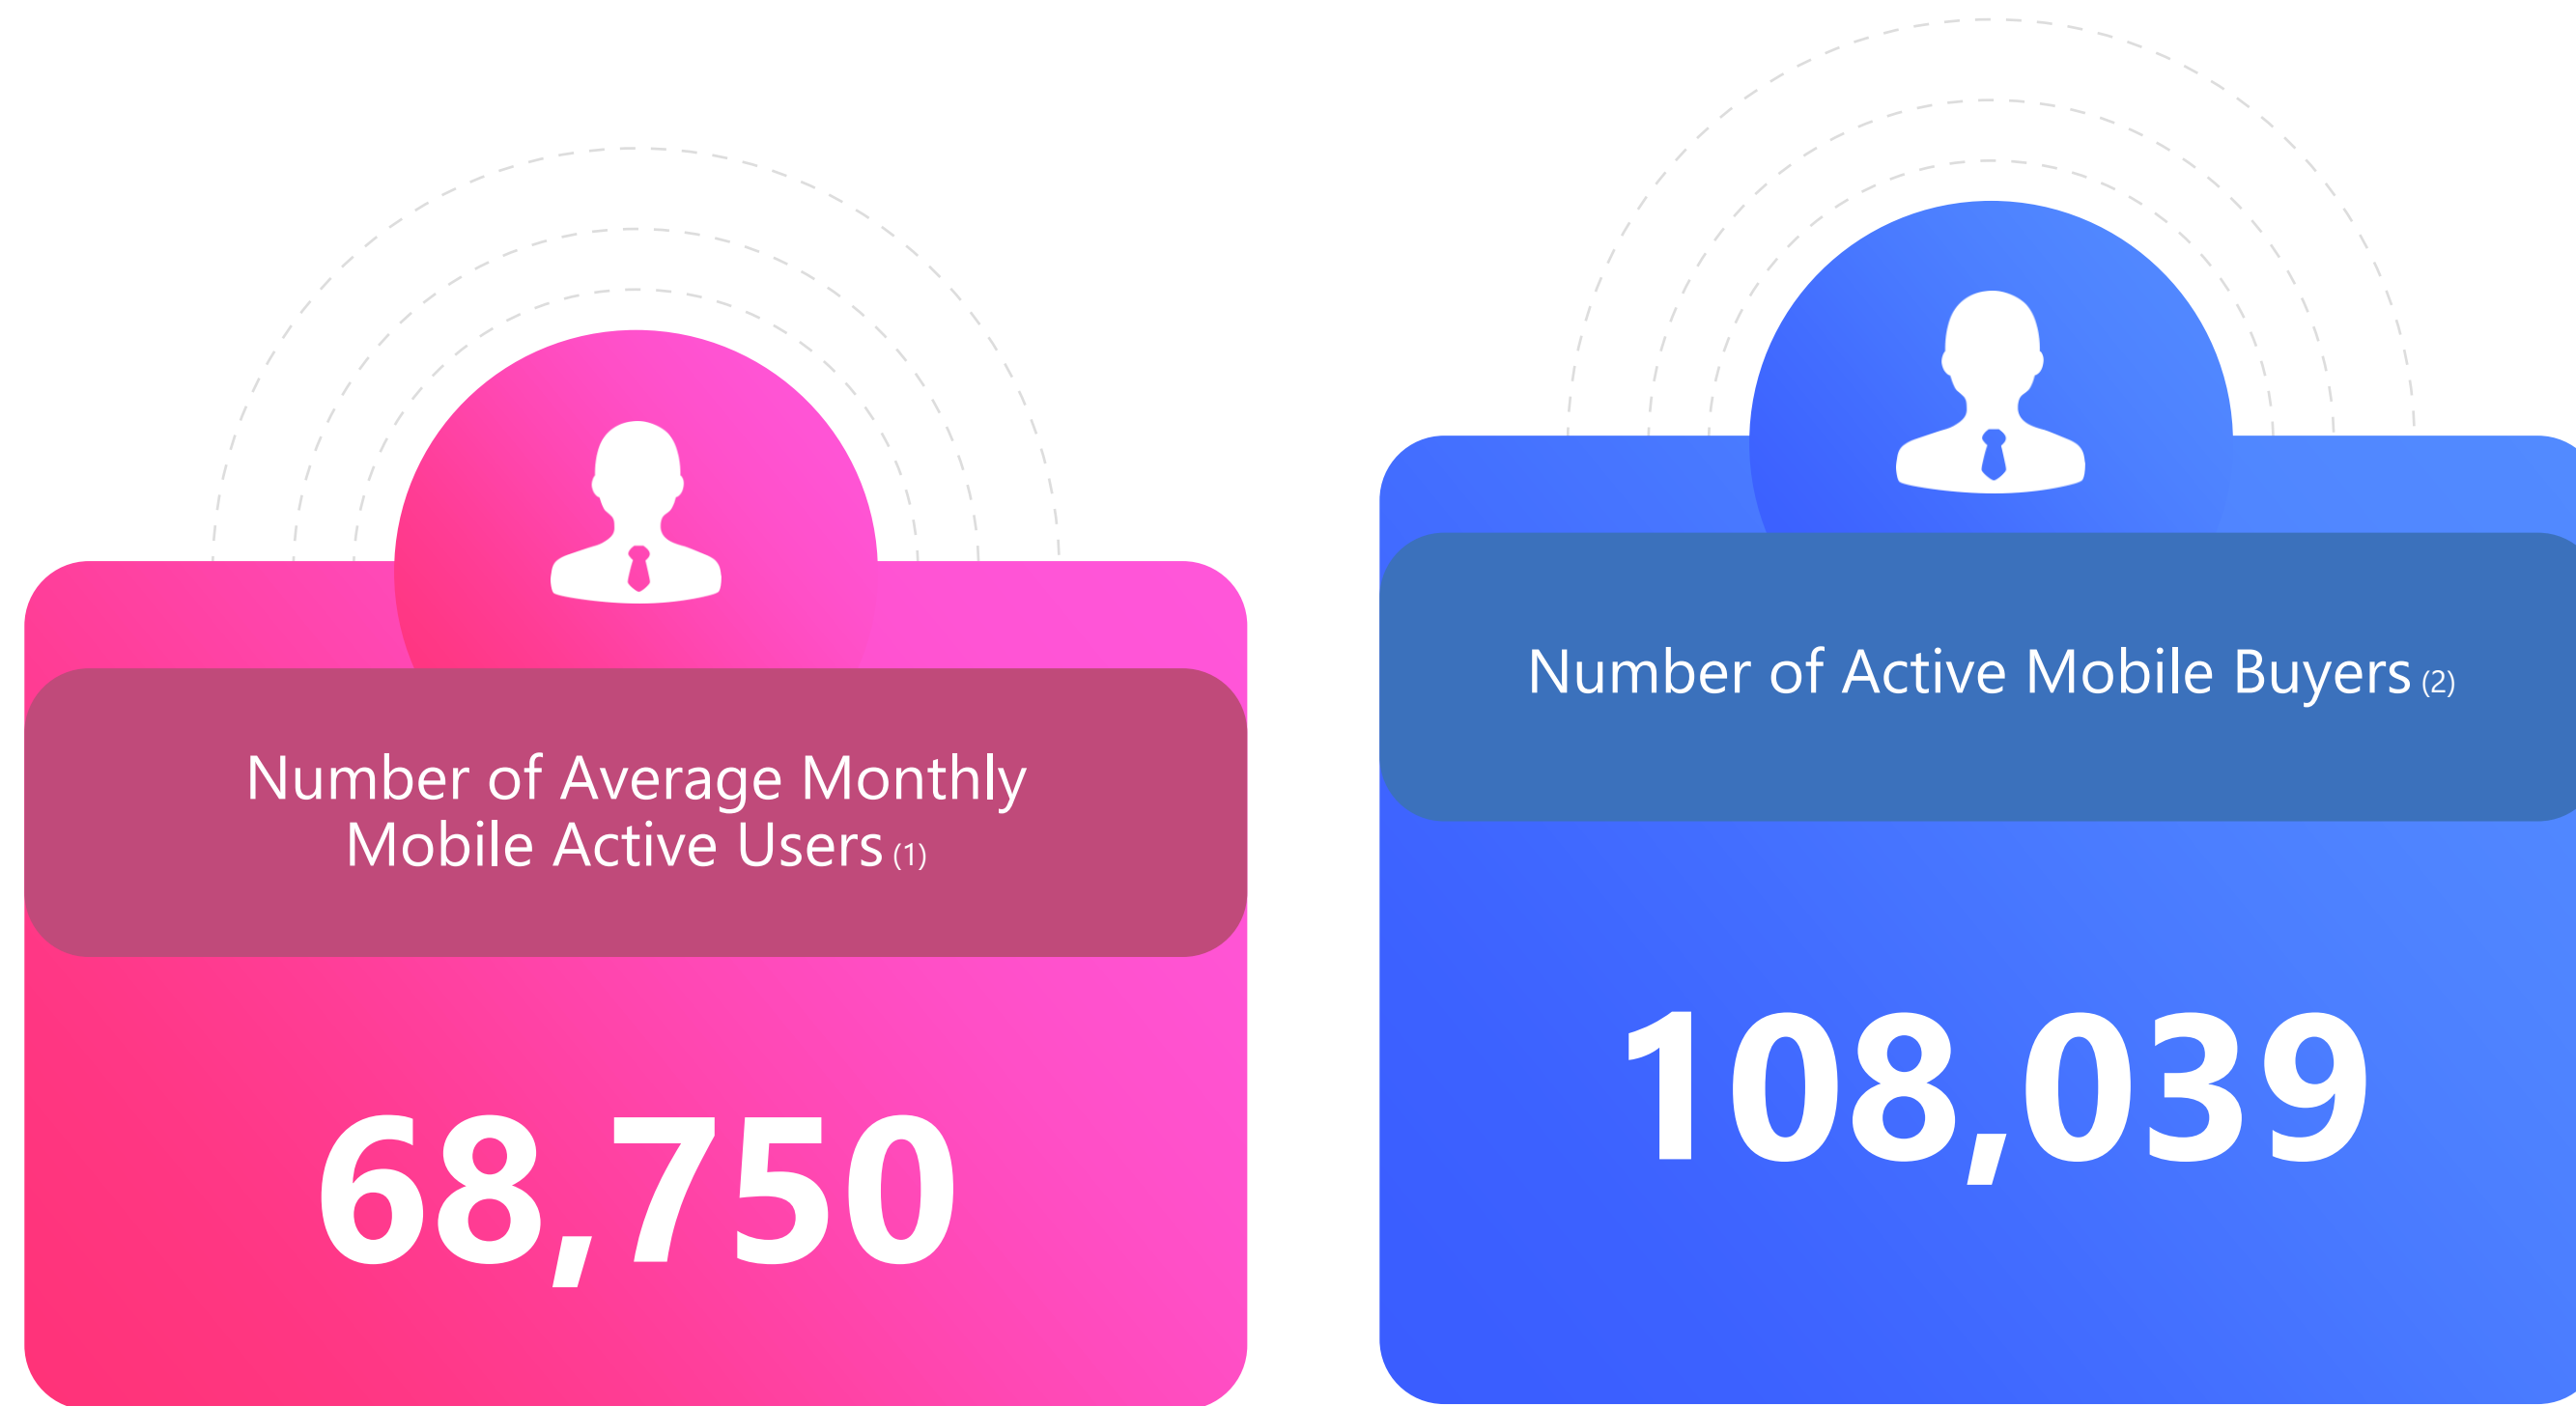 Number of Average Monthly
Mobile Active Users (1)
68,750
Number of Active Mobile Buyers (2)
108,039